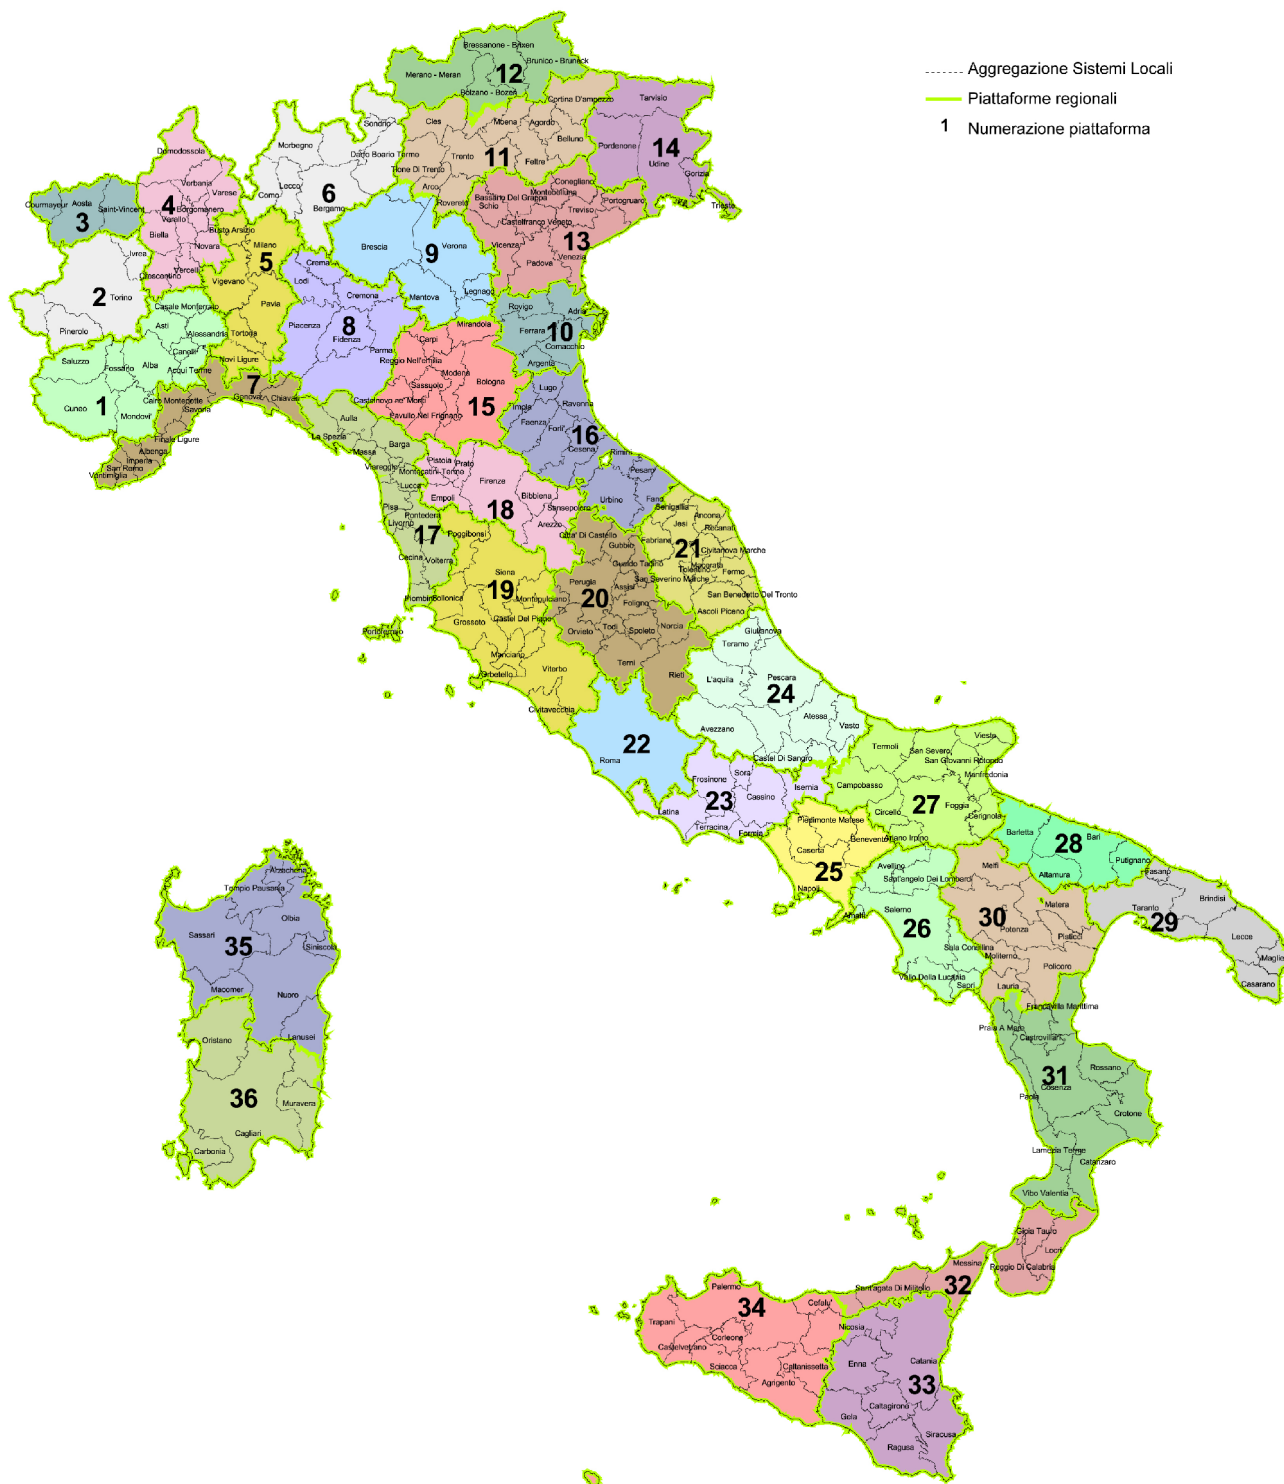 Aggregazione Sistemi Locali
Piattaforme regionali
1 Numerazione piattaforma
Bressanone - Brixen
Brunico - Bruneck
Merano - Meran
12
Bolzano - Bozen
Cortina D'ampezzo
Tarvisio
Sondrio
Cles
Moena
Agordo
Belluno
Pordenone
14
Udine
Gorizia
Trieste
Morbegno
Dargo Boario Terme
Trento
11
Feltre
Tione Di Trento
Arco
Rovereto
Domodossola
Verbania
Varese
4
Borgomanero
Varallo
Biella
Novara
Vercelli
Crescentino
Lecco
Como
6
Bergamo
Courmayeur
Aosta
Saint-Vincent
3
Conegliano
Montebelluna
Bassano Del Grappa
Schio
Treviso
Portogruaro
Castelfranco Veneto
Vicenza
13
Venezia
Padova
Busto Arsizio
Milano
5
Vigevano
Pavia
Tortona
Novi Ligure
Brescia
9
Verona
Mantova
Legnago
Ivrea
2
Torino
Pinerolo
Crema
Lodi
Cremona
Piacenza
8
Fidenza
Parma
Rovigo
Adria
Ferrara
10
Comacchio
Argenta
Casale Monferrato
Asti
Alessandria
Canelli
Acqui Terme
Alba
Fossano
Saluzzo
Cuneo
1
Mondovi'
7
Genova
Chiavari
Cairo Montenotte
Savona
Finale Ligure
Albenga
Imperia
San Remo
Ventimiglia
Mirandola
Carpi
Reggio Nell'emilia
Modena
Sassuolo
Bologna
Castelnovo ne' Monti
Pavullo Nel Frignano
15
Lugo
Ravenna
Imola
Faenza
Forli'
16
Cesena
Rimini
Pesaro
Urbino
Fano
Aulla
La Spezia
Massa
Barga
Viareggio
Lucca
Pisa
Pontedera
Livorno
17
Cecina
Volterra
Piombino
Portoferraio
Pistoia
Prato
Montecatini-Terme
Firenze
Empoli
Bibbiena
18
Sansepolcro
Arezzo
Poggibonsi
Siena
19
Montepulciano
Follonica
Grosseto
Castel Del Piano
Manciano
Orbetello
Viterbo
Civitavecchia
Citta' Di Castello
Gubbio
Gualdo Tadino
Perugia
Assisi
20
Foligno
Todi
Spoleto
Norcia
Orvieto
Terni
Rieti
Senigallia
Ancona
Jesi
Recanati
Fabriano
21
Civitanova Marche
Macerata
Tolentino
Fermo
San Severino Marche
San Benedetto Del Tronto
Ascoli Piceno
Giulianova
Teramo
L'aquila
Pescara
24
Atessa
Vasto
Avezzano
Castel Di Sangro
22
Roma
Frosinone
Sora
23
Cassino
Isernia
Latina
Terracina
Formia
Termoli
San Severo
Vieste
San Giovanni Rotondo
Manfredonia
Campobasso
27
Foggia
Circello
Cerignola
Ariano Irpino
Piedimonte Matese
Benevento
Caserta
25
Napoli
Amalfi
Avellino
Sant'angelo Dei Lombardi
Salerno
26
Sala Consilina
Vallo Della Lucania
Sapri
Barletta
Bari
28
Putignano
Altamura
Fasano
Brindisi
Taranto
29
Lecce
Maglie
Casarano
Melfi
Matera
30
Potenza
Pisticci
Moliterno
Policoro
Lauria
Francavilla Marittima
Praia A Mare
Castrovillari
Rossano
31
Cosenza
Paola
Crotone
Lamezia Terme
Catanzaro
Vibo Valentia
Gioia Tauro
Locri
Reggio Di Calabria
Messina
Sant'agata Di Militello
32
Palermo
34
Cefalu'
Trapani
Corleone
Castelvetrano
Sciacca
Caltanissetta
Agrigento
Nicosia
Enna
Catania
33
Caltagirone
Gela
Siracusa
Ragusa
Arzachena
Tempio Pausania
Olbia
Sassari
35
Siniscola
Macomer
Nuoro
Lanusei
Oristano
36
Muravera
Cagliari
Carbonia